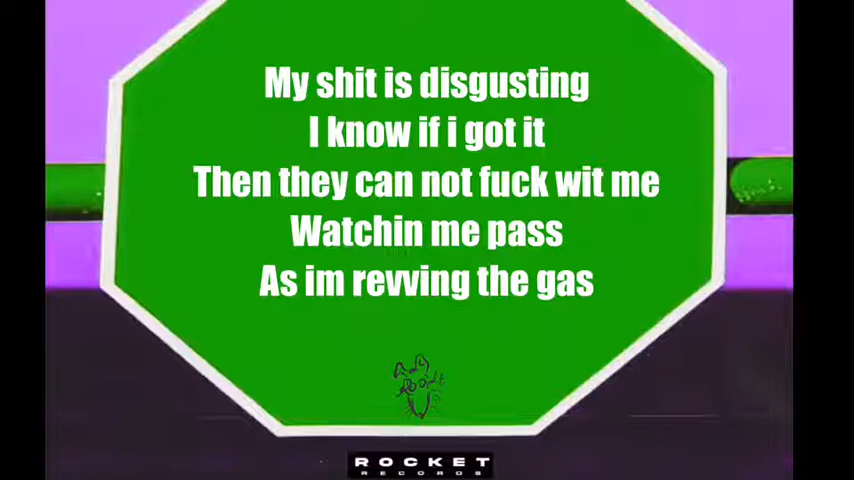 My shit is disgusting
I know if i got it
Then they can not fuck wit me
Watchin me pass
As im revving the gas
ROCKET
RECORDS